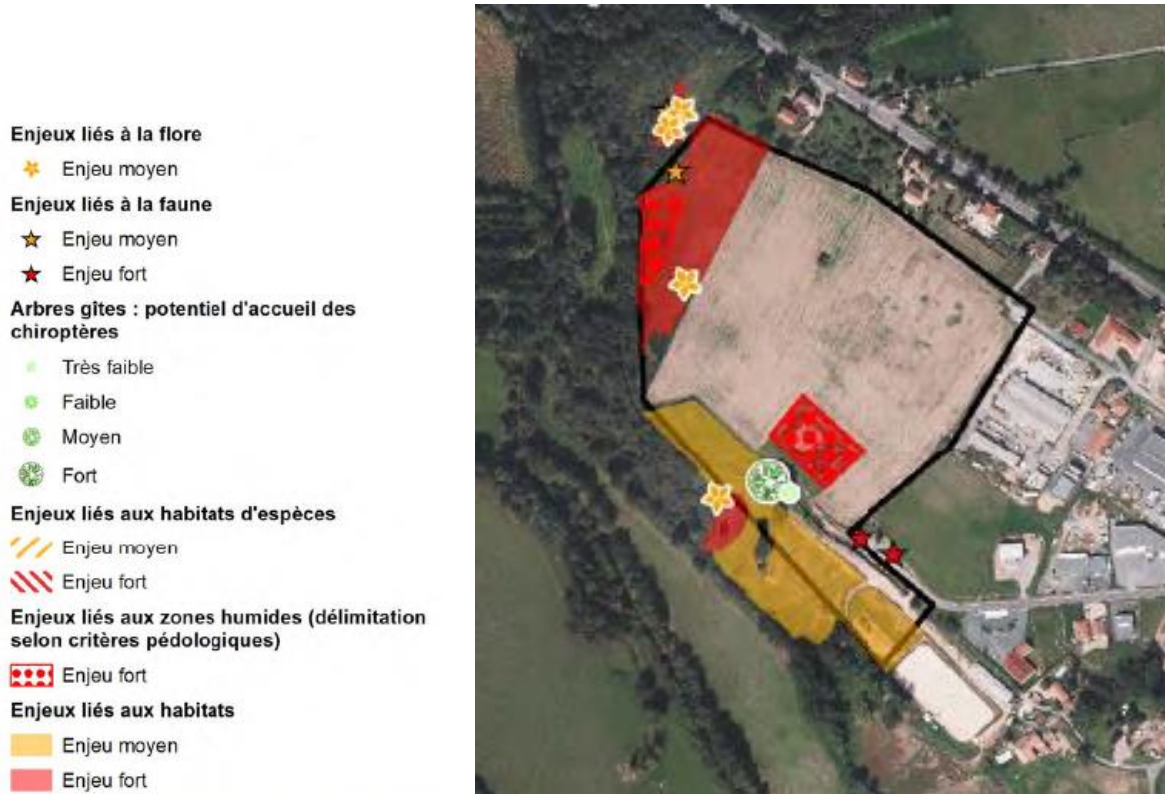 Enjeux liés à la flore
Enjeu moyen
Enjeux liés à la faune
Enjeu moyen
Enjeu fort
Arbres gîtes : potentiel d'accueil des
chiroptères
Très faible
Faible
Moyen
Fort
Enjeux liés aux habitats d'espèces
Enjeu moyen
Enjeu fort
Enjeux liés aux zones humides (délimitation
selon critères pédologiques)
Enjeu fort
Enjeux liés aux habitats
Enjeu moyen
Enjeu fort